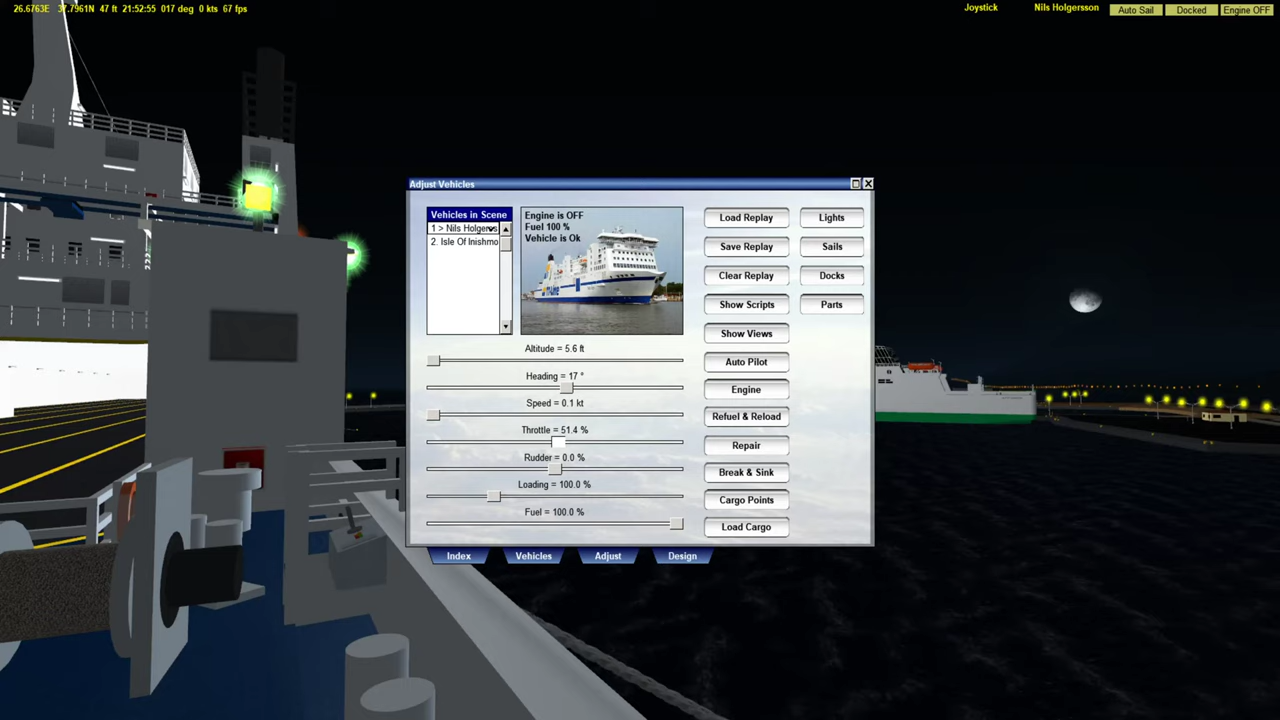 26.6763E 37.7961N 47 ft 21:52:55 017 deg 0 kts 67 fps
Joystick
Nils Holgersson
Auto Sail
Docked
Engine OFF
Adjust Vehicles
Vehicles in Scene
1 > Nils Holgers
2. Isle Of Inishmo
Engine is OFF
Fuel 100 %
Vehicle is Ok
Load Replay
Lights
Save Replay
Sails
Clear Replay
Docks
Show Scripts
Parts
Show Views
Auto Pilot
Engine
Refuel & Reload
Repair
Break & Sink
Cargo Points
Load Cargo
Altitude = 5.6 ft
Heading = 17 °
Speed = 0.1 kt
Throttle = 51.4 %
Rudder = 0.0 %
Loading = 100.0 %
Fuel = 100.0 %
Index
Vehicles
Adjust
Design